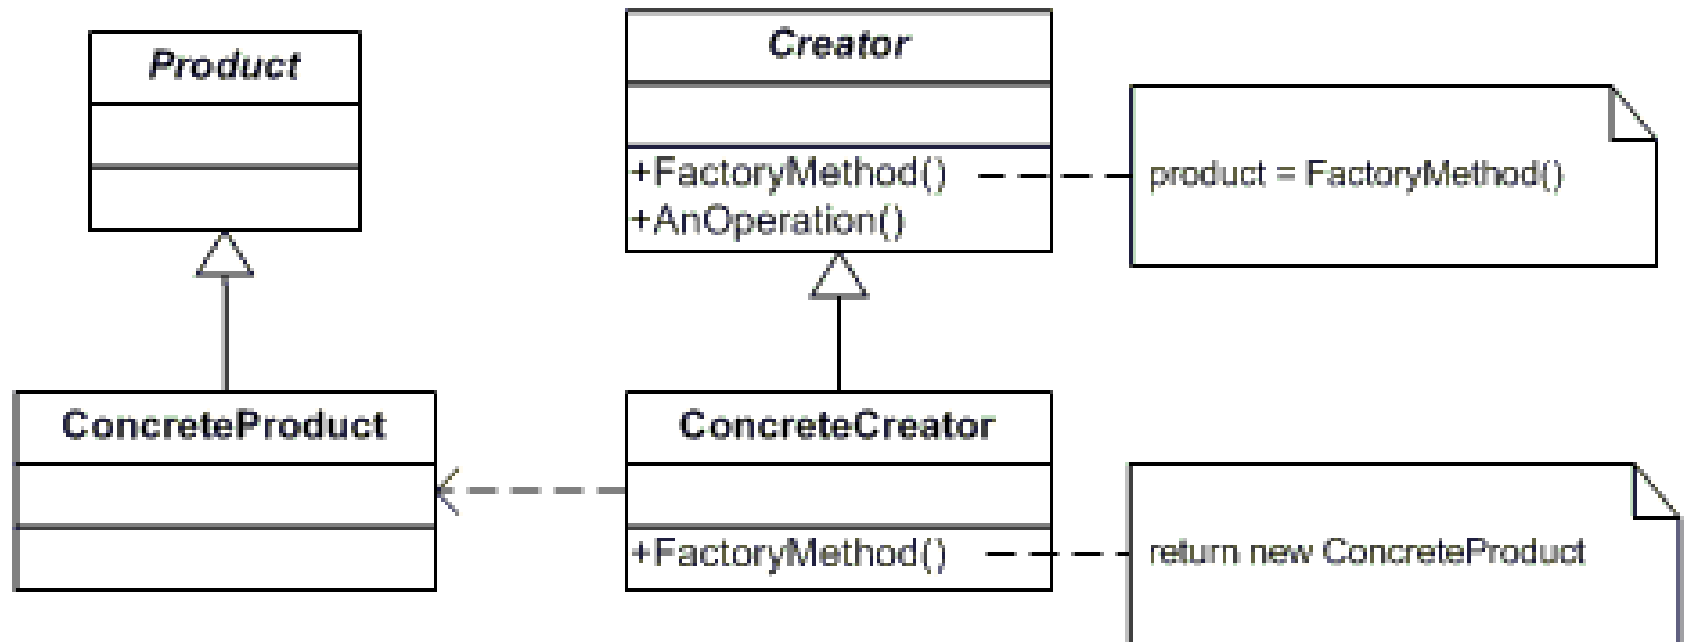 Product
Creator
+FactoryMethod()
+AnOperation()
product = FactoryMethod()
ConcreteProduct
ConcreteCreator
+FactoryMethod()
return new ConcreteProduct